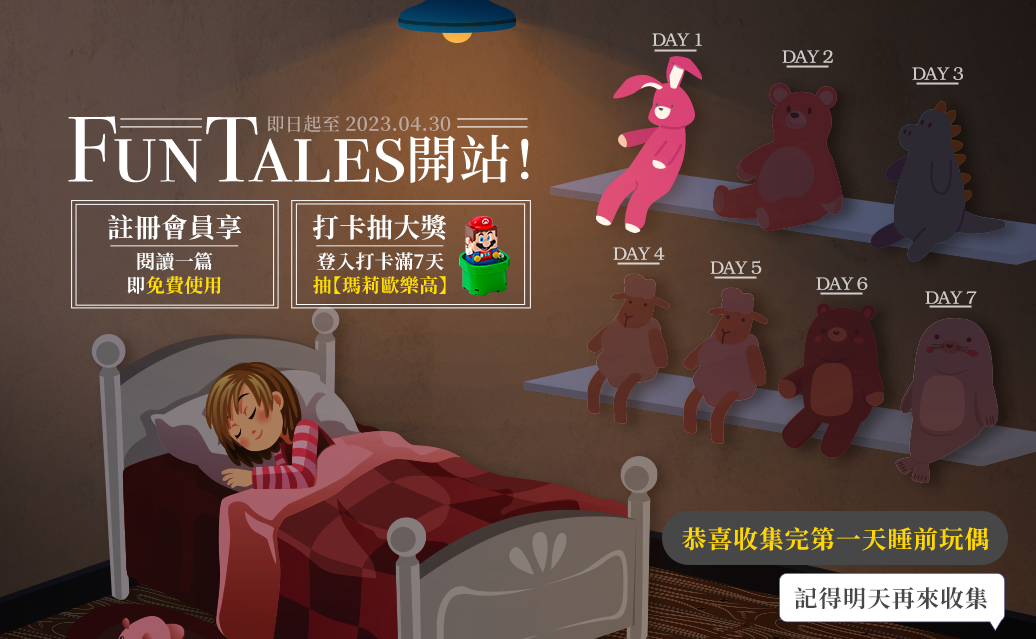 即日起至 2023.04.30
FUNTALES開站!
註冊會員享
閱讀一篇
即免費使用
打卡抽大獎
登入打卡滿7天
抽【瑪莉歐樂高】
DAY 1
DAY 2
DAY 3
DAY 4
DAY 5
DAY 6
DAY 7
恭喜收集完第一天睡前玩偶
記得明天再來收集